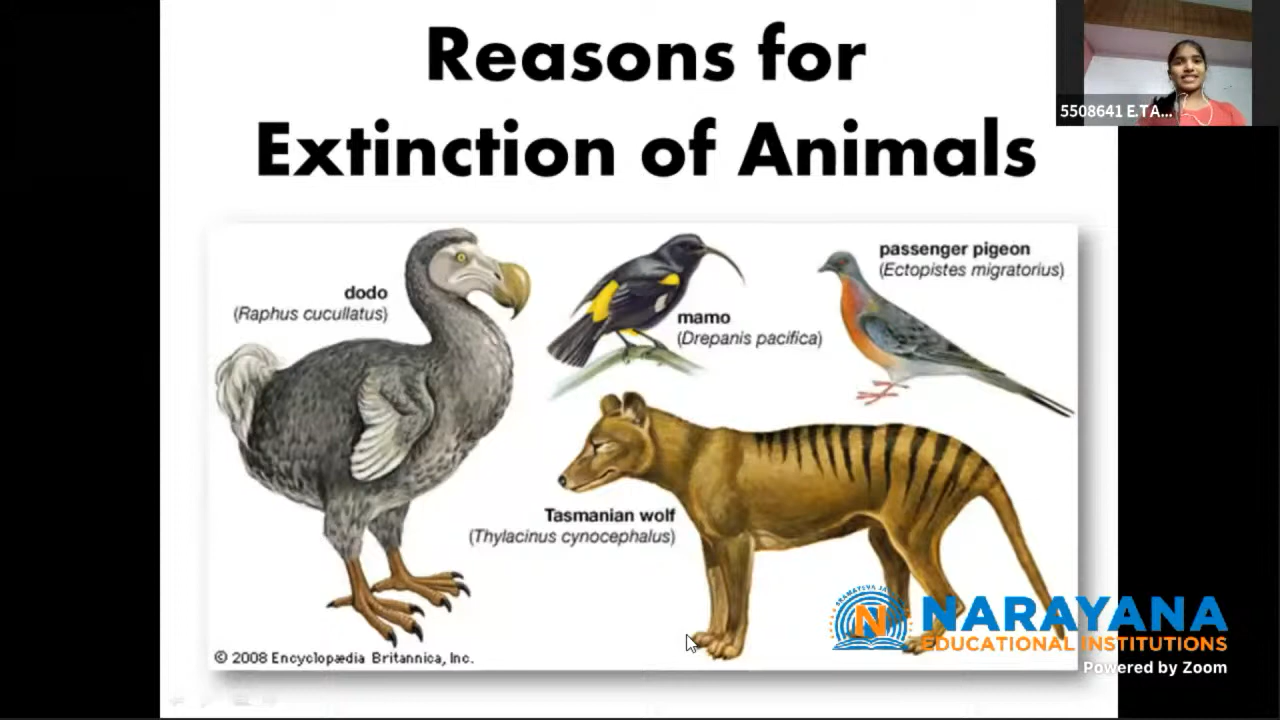 Reasons for
Extinction of Animals
5508641 E.TA...
dodo
(Raphus cucullatus)
mamo
(Drepanis pacifica)
passenger pigeon
(Ectopistes migratorius)
Tasmanian wolf
(Thylacinus cynocephalus)
© 2008 Encyclopædia Britannica, Inc.
N
NARAYANA
EDUCATIONAL INSTITUTIONS
Powered by Zoom